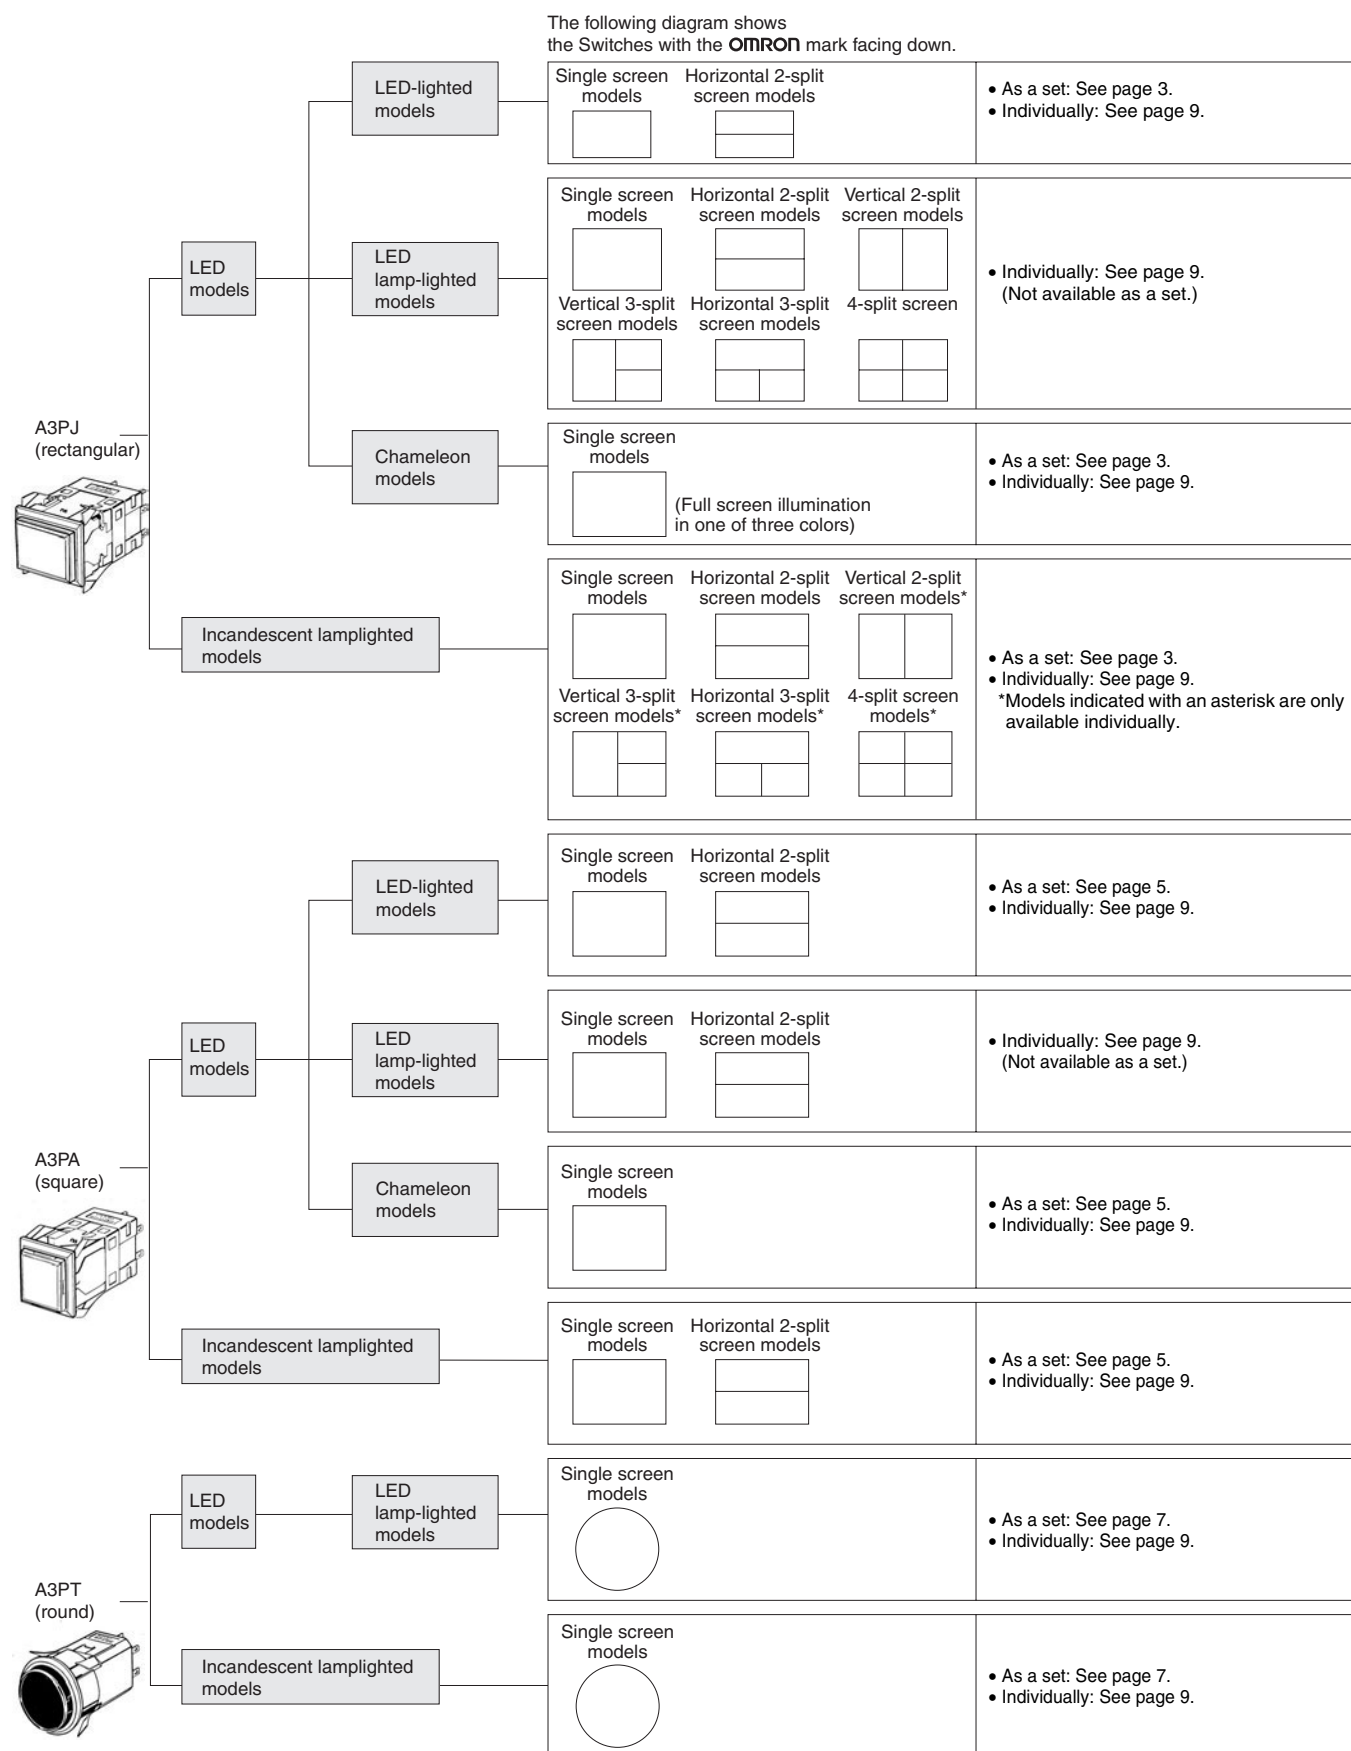 The following diagram shows
the Switches with the OMRON mark facing down.
LED-lighted
models
Single screen
models
Horizontal 2-split
screen models
• As a set: See page 3.
• Individually: See page 9.
LED
models
LED
lamp-lighted
models
Single screen
models
Horizontal 2-split
screen models
Vertical 2-split
screen models
Vertical 3-split
screen models
Horizontal 3-split
screen models
4-split screen
• Individually: See page 9.
(Not available as a set.)
A3PJ
(rectangular)
Chameleon
models
Single screen
models
(Full screen illumination
in one of three colors)
• As a set: See page 3.
• Individually: See page 9.
Incandescent lamplighted
models
Single screen
models
Horizontal 2-split
screen models
Vertical 2-split
screen models*
Vertical 3-split
screen models*
Horizontal 3-split
screen models*
4-split screen
models*
• As a set: See page 3.
• Individually: See page 9.
*Models indicated with an asterisk are only
available individually.
LED-lighted
models
Single screen
models
Horizontal 2-split
screen models
• As a set: See page 5.
• Individually: See page 9.
LED
models
LED
lamp-lighted
models
Single screen
models
Horizontal 2-split
screen models
• Individually: See page 9.
(Not available as a set.)
A3PA
(square)
Chameleon
models
Single screen
models
• As a set: See page 5.
• Individually: See page 9.
Incandescent lamplighted
models
Single screen
models
Horizontal 2-split
screen models
• As a set: See page 5.
• Individually: See page 9.
LED
models
LED
lamp-lighted
models
Single screen
models
• As a set: See page 7.
• Individually: See page 9.
A3PT
(round)
Incandescent lamplighted
models
Single screen
models
• As a set: See page 7.
• Individually: See page 9.